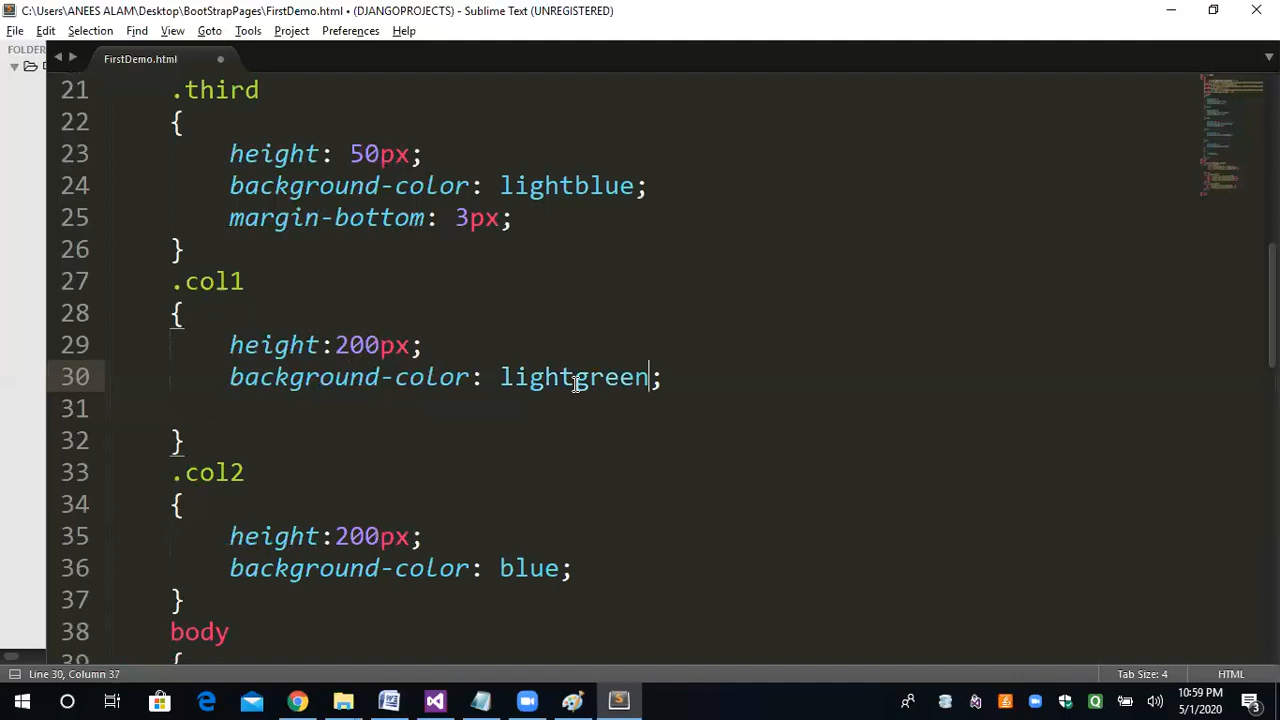 C:\Users\ANEES ALAM\Desktop\BootStrapPages\FirstDemo.html • (DJANGOPROJECTS) - Sublime Text (UNREGISTERED)
File Edit Selection Find View Goto Tools Project Preferences Help
FOLDER
FirstDemo.html
21 .third
22 {
23 height: 50px;
24 background-color: lightblue;
25 margin-bottom: 3px;
26 }
27 .col1
28 {
29 height:200px;
30 background-color: lightgreen;
31
32 }
33 .col2
34 {
35 height:200px;
36 background-color: blue;
37 }
38 body
39 {
Line 30, Column 37 Tab Size: 4 HTML
10:59 PM
5/1/2020